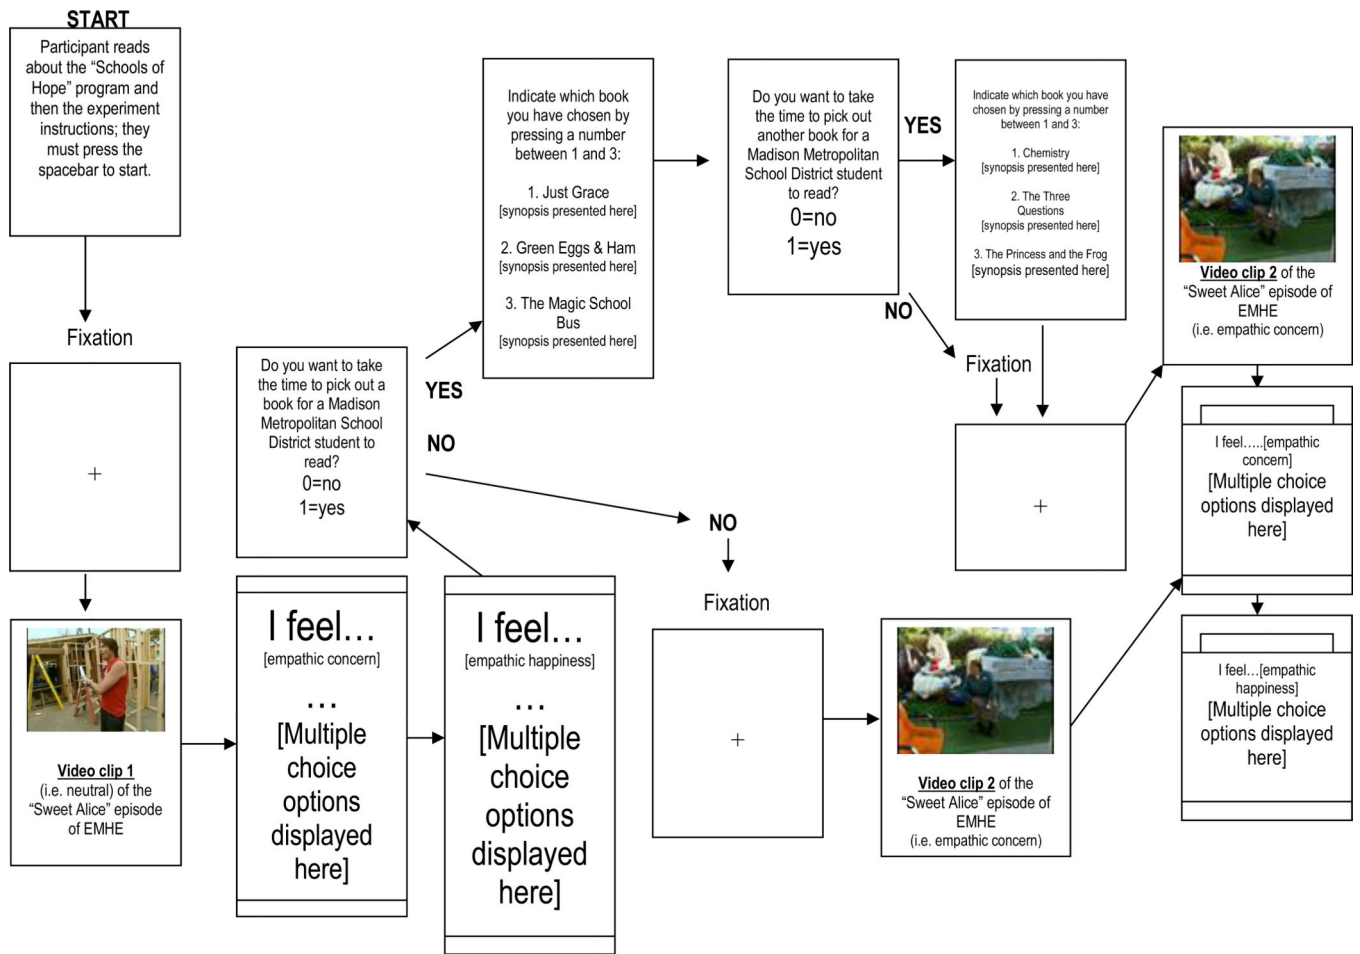 START
Participant reads
about the “Schools of
Hope” program and
then the experiment
instructions; they
must press the
spacebar to start.
Fixation
+
Video clip 1
(i.e. neutral) of the
“Sweet Alice” episode
of EMHE
I feel…
[empathic concern]
…
[Multiple
choice
options
displayed
here]
I feel…
[empathic happiness]
…
[Multiple
choice
options
displayed
here]
Do you want to take
the time to pick out a
book for a Madison
Metropolitan School
District student to
read?
0=no
1=yes
YES
NO
Indicate which book
you have chosen by
pressing a number
between 1 and 3:
1. Just Grace
[synopsis presented here]
2. Green Eggs & Ham
[synopsis presented here]
3. The Magic School
Bus
[synopsis presented here]
Do you want to take
the time to pick out
another book for a
Madison Metropolitan
School District student
to read?
0=no
1=yes
YES
NO
Indicate which book you have
chosen by pressing a number
between 1 and 3:
1. Chemistry
[synopsis presented here]
2. The Three
Questions
[synopsis presented here]
3. The Princess and the Frog
[synopsis presented here]
Fixation
+
Video clip 2 of the
“Sweet Alice” episode of
EMHE
(i.e. empathic concern)
I feel…..[empathic
concern]
[Multiple choice
options displayed
here]
I feel…[empathic
happiness]
[Multiple choice
options displayed
here]
NO
Fixation
+
Video clip 2 of the
“Sweet Alice” episode of
EMHE
(i.e. empathic concern)